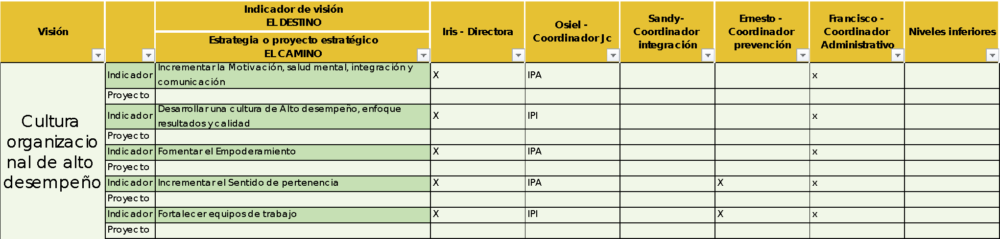 Visión
Indicador de visión
EL DESTINO
Estrategia o proyecto estratégico
EL CAMINO
Iris - Directora
Osiel -
Coordinador Jc
Sandy-
Coordinador
integración
Ernesto -
Coordinador
prevención
Francisco -
Coordinador
Administrativo
Niveles inferiores
Cultura
organizacio
nal de alto
desempeño
Indicador
Incrementar la Motivación, salud mental, integración y
comunicación
X
IPA
x
Proyecto
Indicador
Desarrollar una cultura de Alto desempeño, enfoque
resultados y calidad
X
IPI
x
Proyecto
Indicador
Fomentar el Empoderamiento
X
IPA
x
Proyecto
Indicador
Incrementar el Sentido de pertenencia
X
IPA
X
x
Proyecto
Indicador
Fortalecer equipos de trabajo
X
IPI
X
x
Proyecto